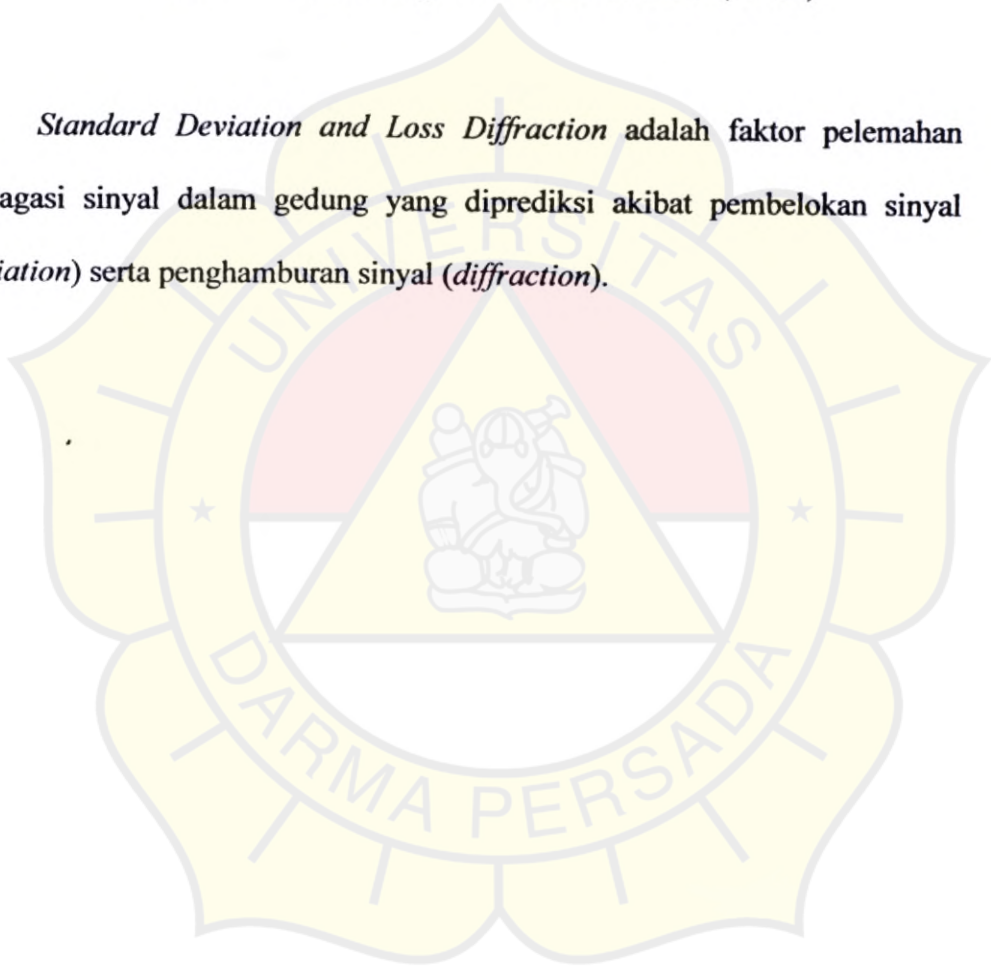 Standard Deviation and Loss Diffraction adalah faktor pelemahan
agasi sinyal dalam gedung yang diprediksi akibat pembelokan sinyal
iation) serta penghamburan sinyal (diffraction).
UNIVERSITAS
DARMA PERSADA